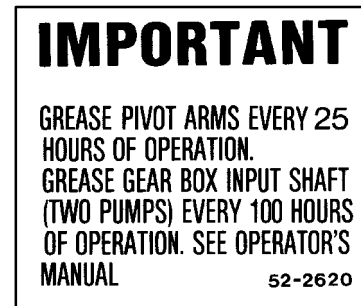 IMPORTANT
GREASE PIVOT ARMS EVERY 25
HOURS OF OPERATION.
GREASE GEAR BOX INPUT SHAFT
(TWO PUMPS) EVERY 100 HOURS
OF OPERATION. SEE OPERATOR'S
MANUAL 52-2620